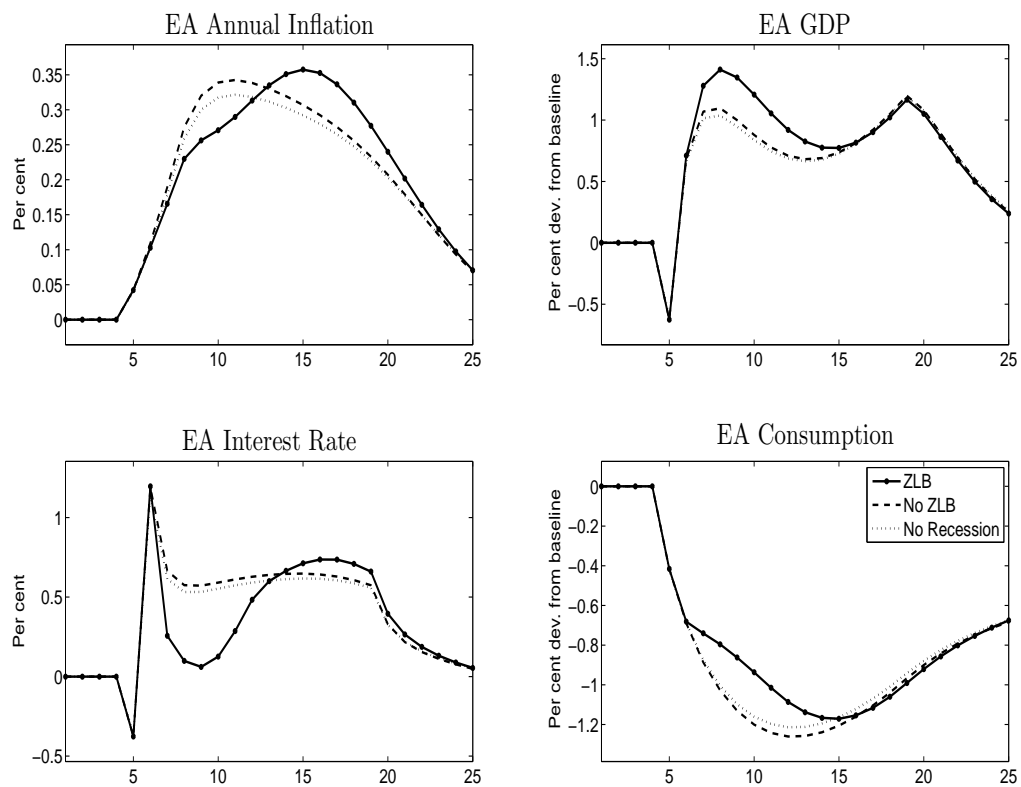 EA Annual Inflation
Per cent
0.35
0.3
0.25
0.2
0.15
0.1
0.05
0
5 10 15 20 25
EA GDP
Per cent dev. from baseline
1.5
1
0.5
0
−0.5
5 10 15 20 25
EA Interest Rate
Per cent
1
0.5
0
−0.5
5 10 15 20 25
EA Consumption
Per cent dev. from baseline
0
−0.2
−0.4
−0.6
−0.8
−1
−1.2
5 10 15 20 25
ZLB
No ZLB
No Recession